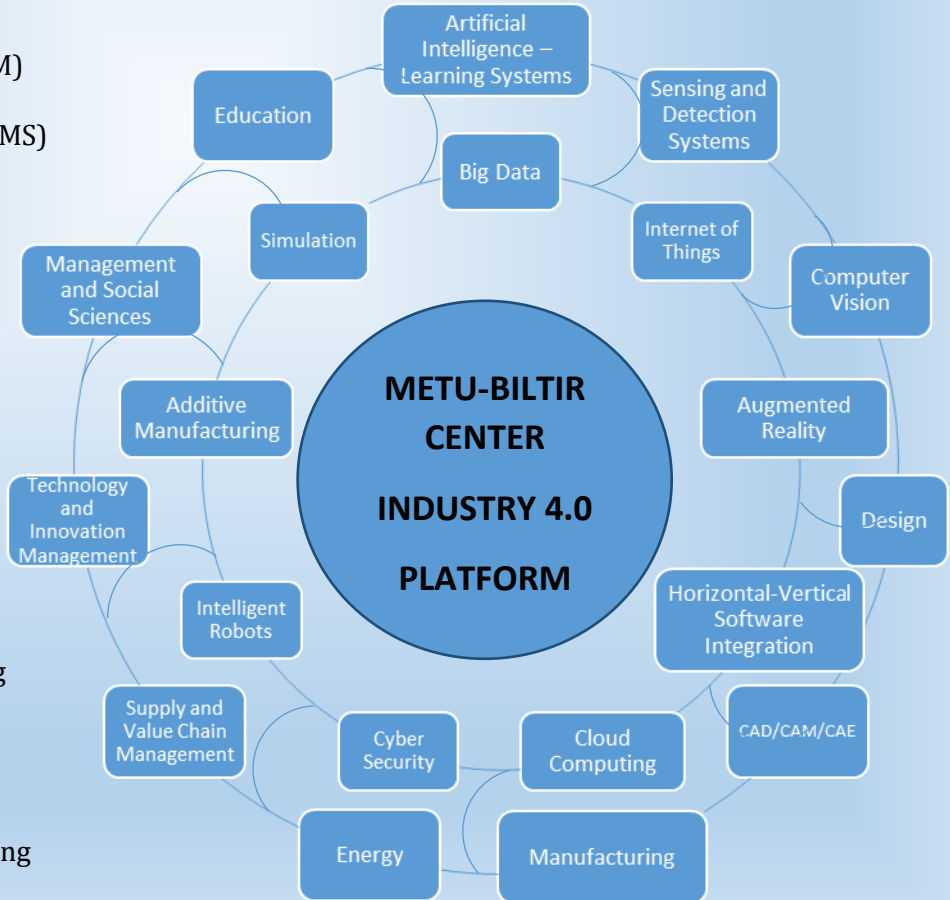 M)
MS)
g
ng
Artificial
Intelligence –
Learning Systems
Education
Sensing and
Detection
Systems
Big Data
Simulation
Internet of
Things
Management
and Social
Sciences
Computer
Vision
Additive
Manufacturing
Augmented
Reality
METU-BILTIR
CENTER
INDUSTRY 4.0
PLATFORM
Technology
and
Innovation
Management
Design
Intelligent
Robots
Horizontal-Vertical
Software
Integration
Supply and
Value Chain
Management
CAD/CAM/CAE
Cyber
Security
Cloud
Computing
Energy
Manufacturing